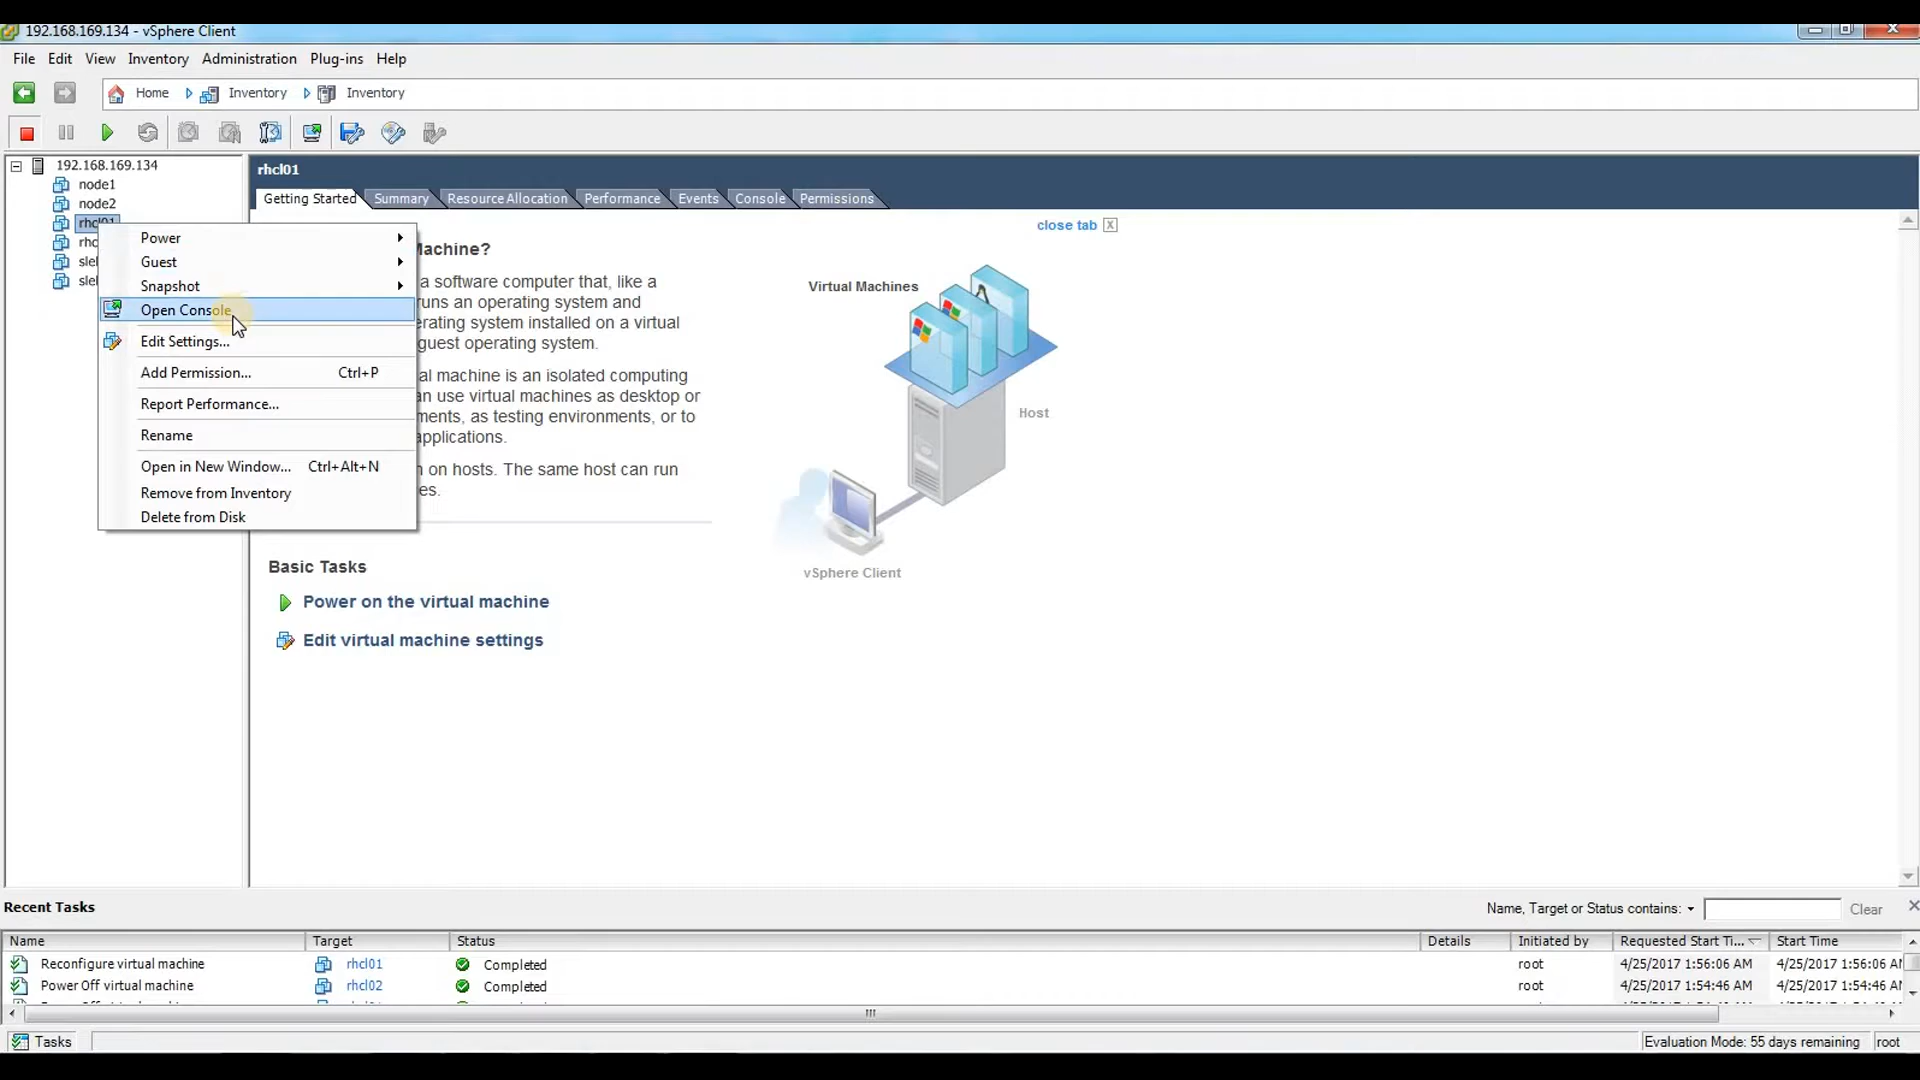 192.168.169.134 - vSphere Client
File Edit View Inventory Administration Plug-ins Help
Home Inventory Inventory
192.168.169.134
node1
node2
rhcl01
rhc
sle
sle
Power
Guest
Snapshot
Open Console
Edit Settings...
Add Permission... Ctrl+P
Report Performance...
Rename
Open in New Window... Ctrl+Alt+N
Remove from Inventory
Delete from Disk
rhcl01
Getting Started Summary Resource Allocation Performance Events Console Permissions
close tab X
Machine?
a software computer that, like a
runs an operating system and
erating system installed on a virtual
guest operating system.
al machine is an isolated computing
an use virtual machines as desktop or
ments, as testing environments, or to
applications.
n on hosts. The same host can run
es.
Virtual Machines
Host
vSphere Client
Basic Tasks
Power on the virtual machine
Edit virtual machine settings
Recent Tasks
Name, Target or Status contains: Clear
Name Target Status Details Initiated by Requested Start Ti... Start Time
Reconfigure virtual machine rhcl01 Completed root 4/25/2017 1:56:06 AM 4/25/2017 1:56:06 AM
Power Off virtual machine rhcl02 Completed root 4/25/2017 1:54:46 AM 4/25/2017 1:54:46 AM
Tasks Evaluation Mode: 55 days remaining root